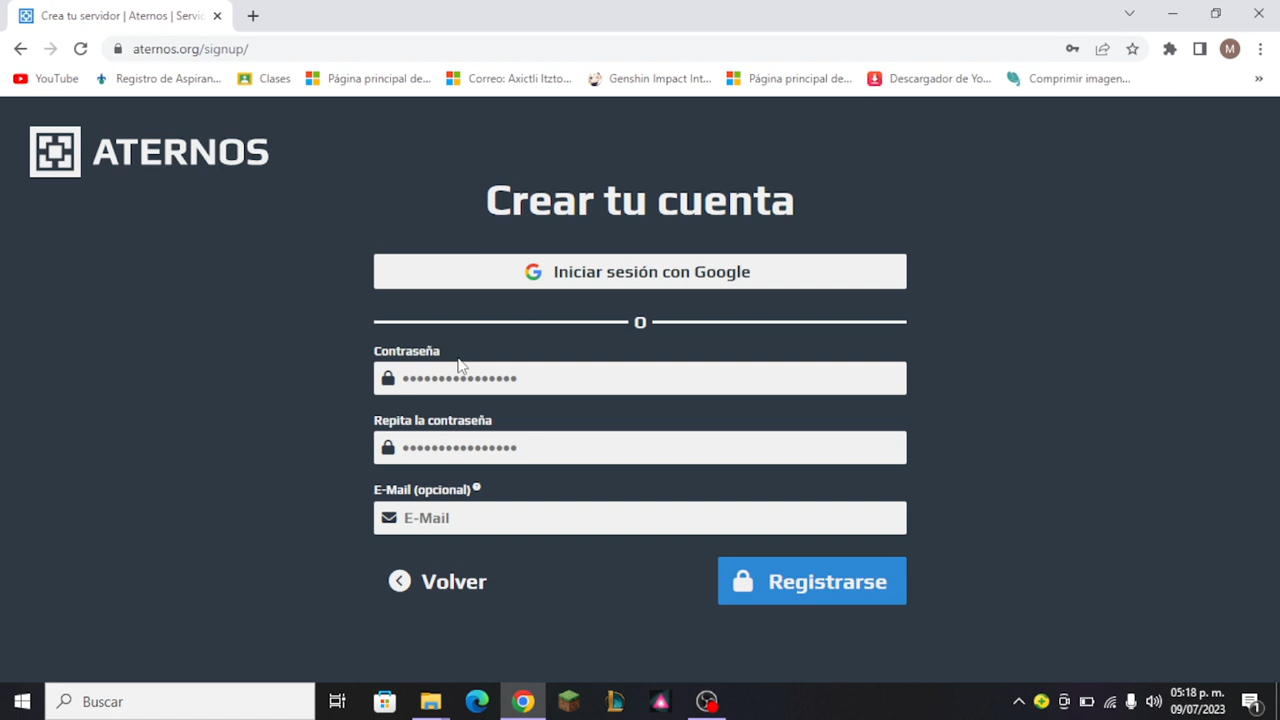 Crea tu servidor | Aternos | Servic
aternos.org/signup/
M
YouTube
Registro de Aspiran...
Clases
Página principal de...
Correo: Axictli Itzto...
Genshin Impact Int...
Página principal de...
Descargador de Yo...
Comprimir imagen...
»
ATERNOS
Crear tu cuenta
Iniciar sesión con Google
O
Contraseña
••••••••••••••••
Repita la contraseña
••••••••••••••••
E-Mail (opcional)
E-Mail
Volver
Registrarse
Buscar
05:18 p. m.
09/07/2023
1